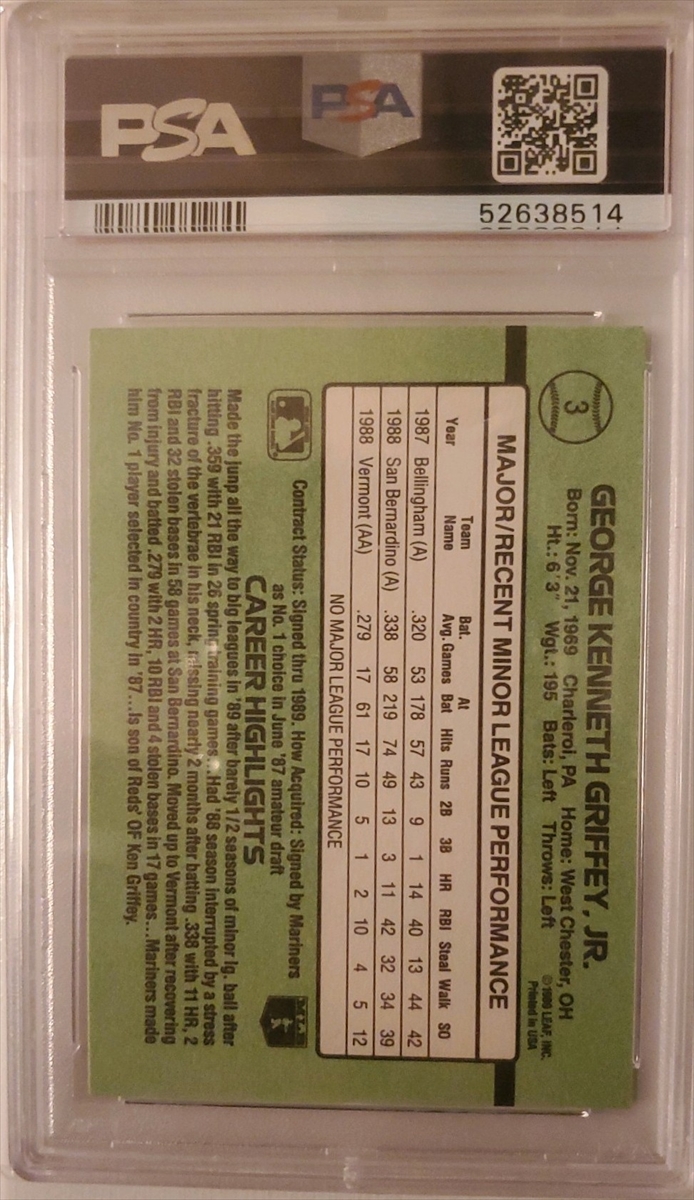 PSA
PSA
52638514
3
GEORGE KENNETH GRIFFEY, JR.
Born: Nov. 21, 1969 Charleroi, PA Home: West Chester, OH
Ht.: 6'3" Wgt.: 195 Bats: Left Throws: Left
© 1989 LEAF, INC.
Printed in USA
MAJOR/RECENT MINOR LEAGUE PERFORMANCE
Year Team Name Bat. Avg. Games At Bat Hits Runs 2B 3B HR RBI Steal Walk SO
1987 Bellingham (A) .320 53 178 57 43 9 1 14 40 13 44 42
1988 San Bernardino (A) .338 58 219 74 49 13 3 11 42 32 34 39
1988 Vermont (AA) .279 17 61 17 10 5 1 2 10 4 5 12
NO MAJOR LEAGUE PERFORMANCE
Contract Status: Signed thru 1989. How Acquired: Signed by Mariners
as No. 1 choice in June '87 amateur draft
CAREER HIGHLIGHTS
Made the junp all the way to big leagues in '89 after barely 1/2 seasons of minor lg. ball after
hitting .359 with 21 RBI in 26 spring training games...Had '88 season interrupted by a stress
fracture of the vertebrae in his neck, missing nearly 2 months after batting .338 with 11 HR, 2
RBI and 32 stolen bases in 58 games at San Bernardino. Moved up to Vermont after recovering
from injury and batted .279 with 2 HR, 10 RBI and 4 stolen bases in 17 games...Mariners made
him No. 1 player selected in country in '87...Is son of Reds' OF Ken Griffey.